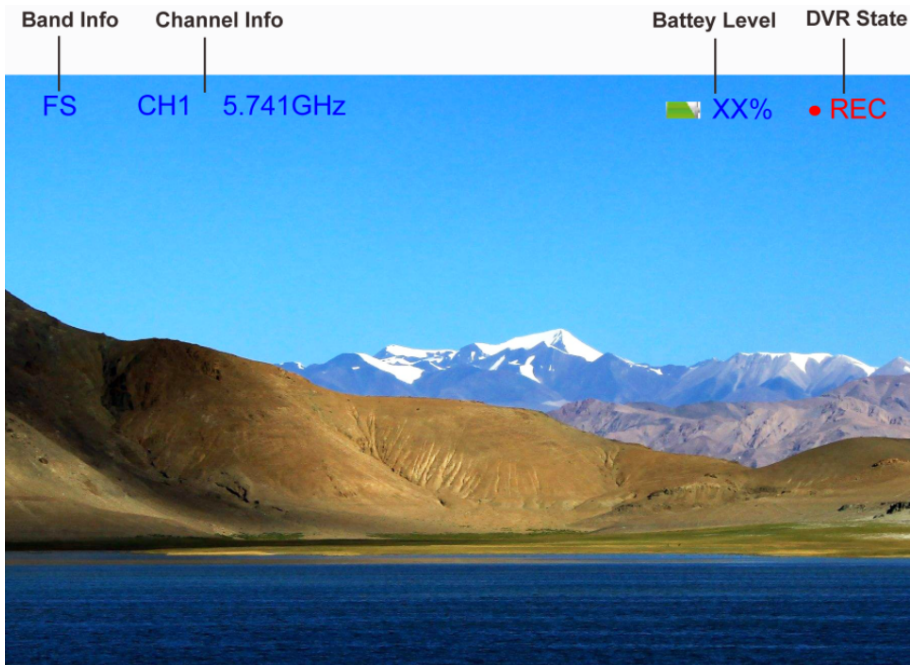 Band Info Channel Info Battey Level DVR State
FS CH1 5.741GHz XX% REC